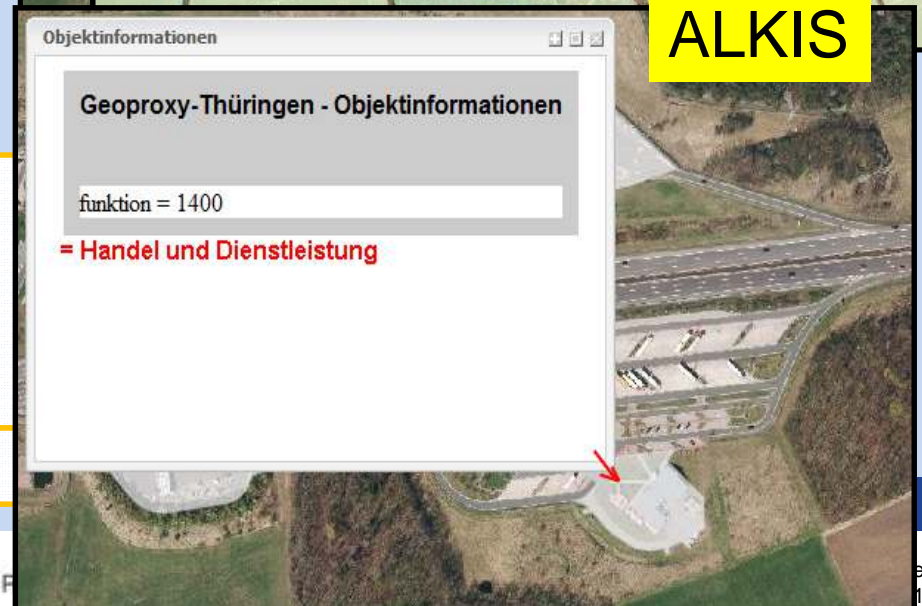 Objektinformationen
ALKIS
Geoproxy-Thüringen - Objektinformationen
funktion = 1400
= Handel und Dienstleistung